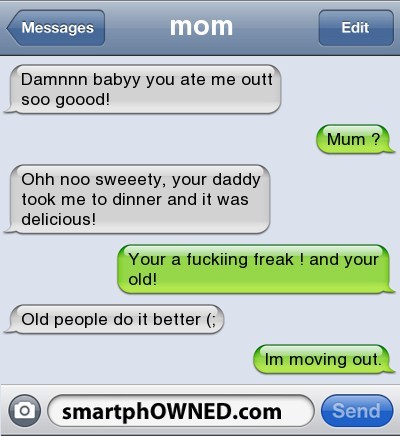 Messages
mom
Edit
Damnnn babyy you ate me outt
soo goood!
Mum ?
Ohh noo sweeety, your daddy
took me to dinner and it was
delicious!
Your a fuckiing freak ! and your
old!
Old people do it better (;
Im moving out.
smartphOWNED.com
Send